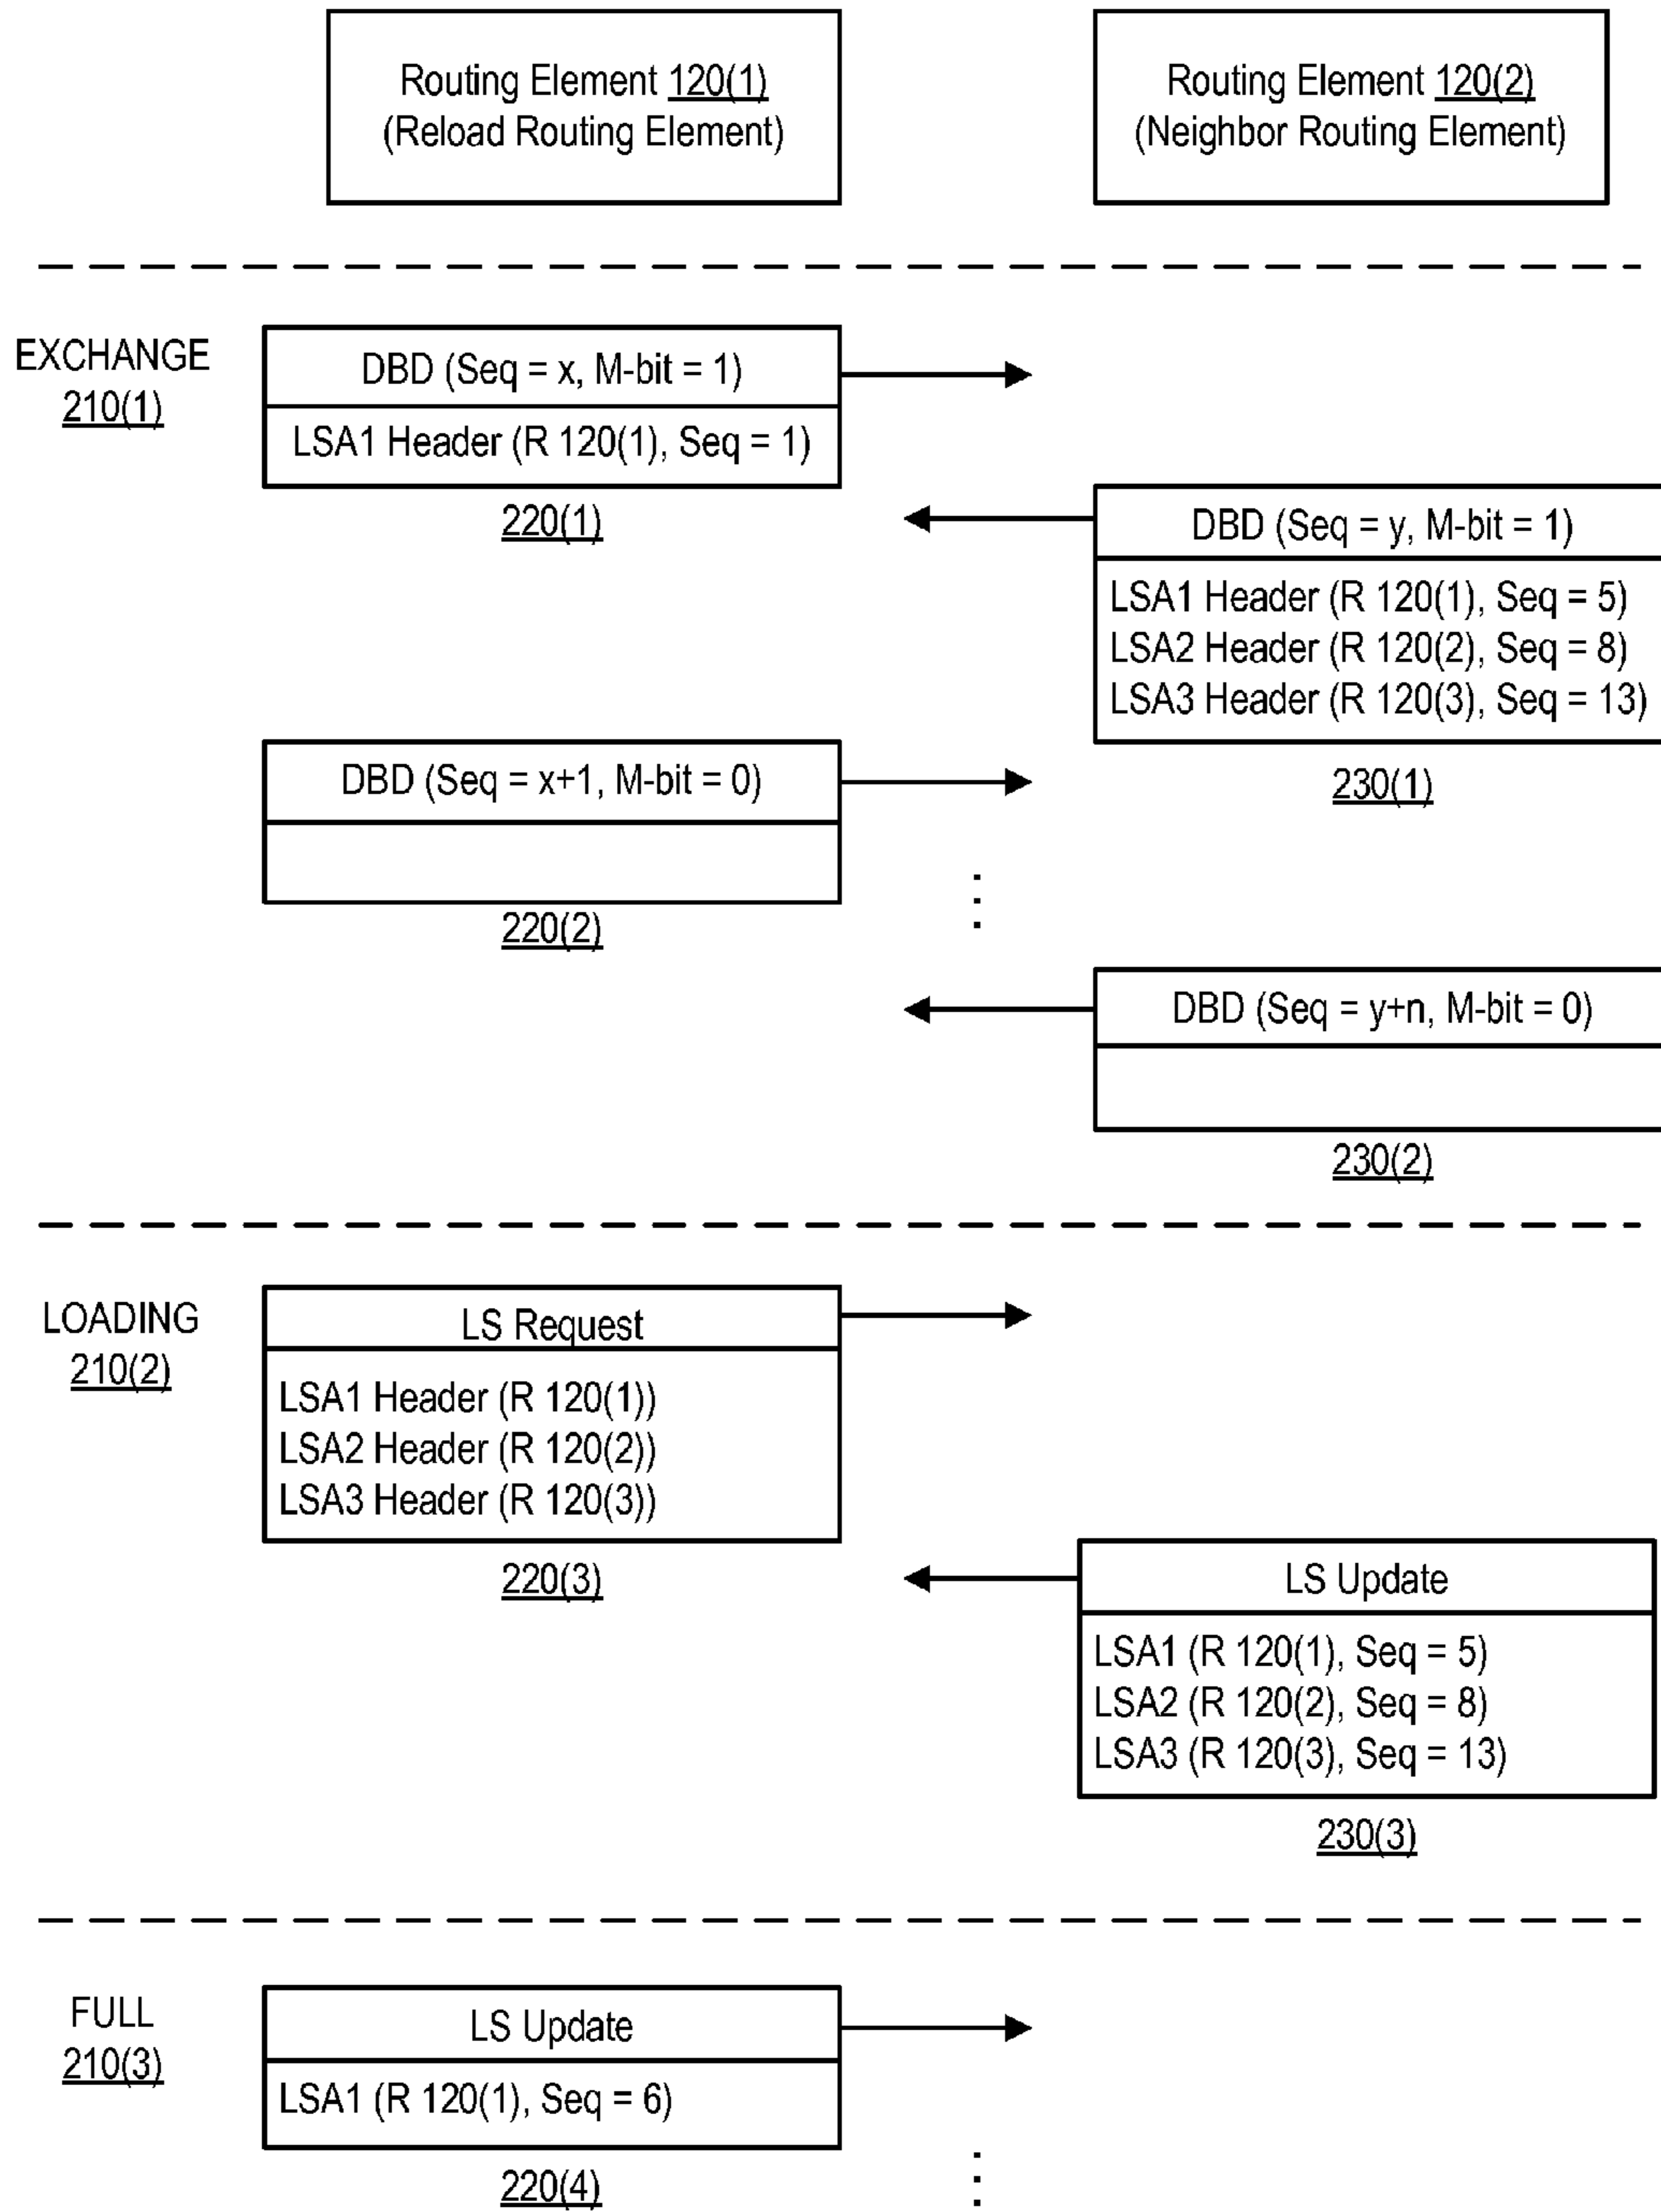 Routing Element 120(1)
(Reload Routing Element)
Routing Element 120(2)
(Neighbor Routing Element)
EXCHANGE
210(1)
DBD (Seq = x, M-bit = 1)
LSA1 Header (R 120(1), Seq = 1)
220(1)
DBD (Seq = y, M-bit = 1)
LSA1 Header (R 120(1), Seq = 5)
LSA2 Header (R 120(2), Seq = 8)
LSA3 Header (R 120(3), Seq = 13)
230(1)
DBD (Seq = x+1, M-bit = 0)
220(2)
DBD (Seq = y+n, M-bit = 0)
230(2)
LOADING
210(2)
LS Request
LSA1 Header (R 120(1))
LSA2 Header (R 120(2))
LSA3 Header (R 120(3))
220(3)
LS Update
LSA1 (R 120(1), Seq = 5)
LSA2 (R 120(2), Seq = 8)
LSA3 (R 120(3), Seq = 13)
230(3)
FULL
210(3)
LS Update
LSA1 (R 120(1), Seq = 6)
220(4)